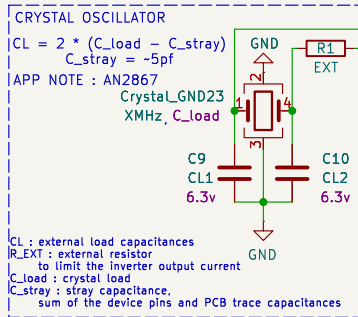 CRYSTAL OSCILLATOR
CL = 2 * (C_load - C_stray)
C_stray = ~5pf
APP NOTE : AN2867
GND
R1
EXT
Crystal_GND23
XMHz, C_load
2
1
4
3
C9
CL1
6.3v
C10
CL2
6.3v
GND
CL : external load capacitances
R_EXT : external resistor
to limit the inverter output current
C_load : crystal load
C_stray : stray capacitance,
sum of the device pins and PCB trace capacitances